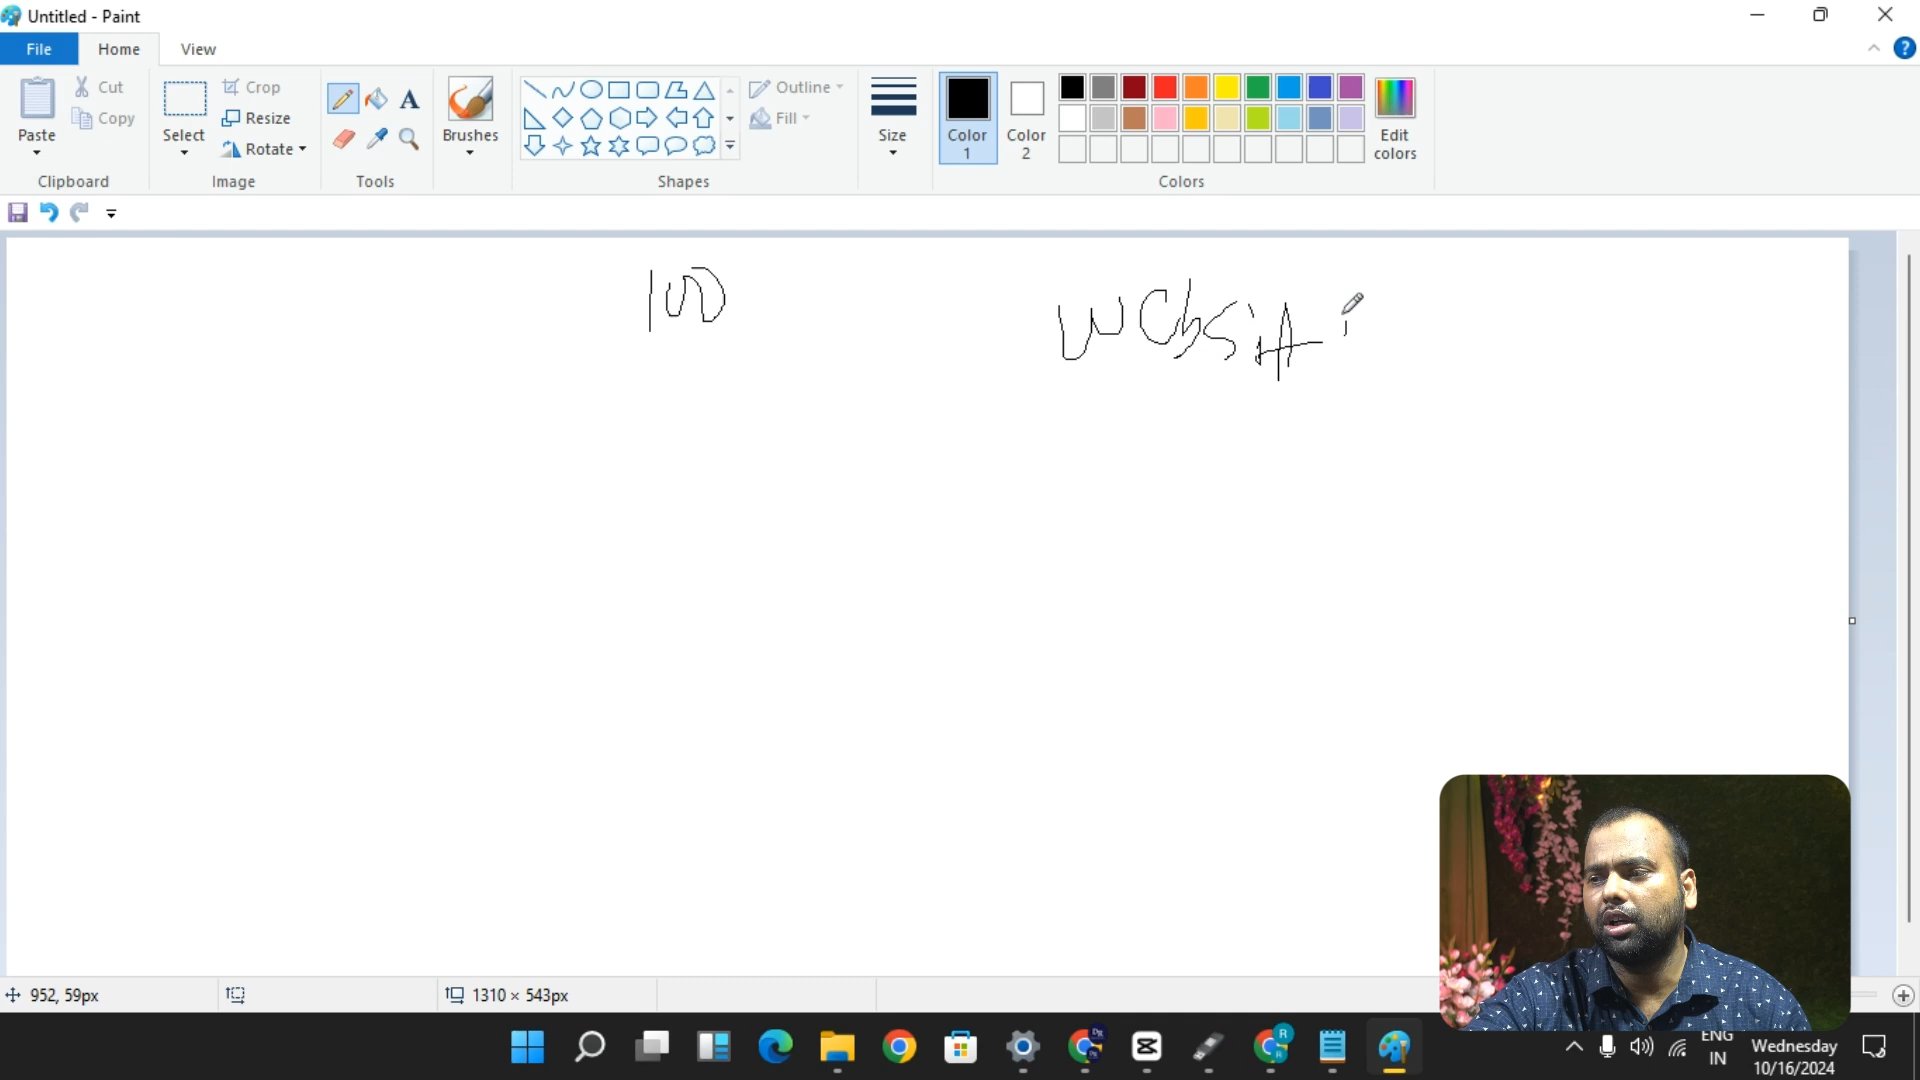 Untitled - Paint
File Home View
Paste
Cut
Copy
Clipboard
Select
Crop
Resize
Rotate
Image
Tools
Brushes
Shapes
Outline
Fill
Size
Color 1
Color 2
Edit colors
Colors
100
952, 59px
1310 × 543px
ENG
IN
Wednesday
10/16/2024